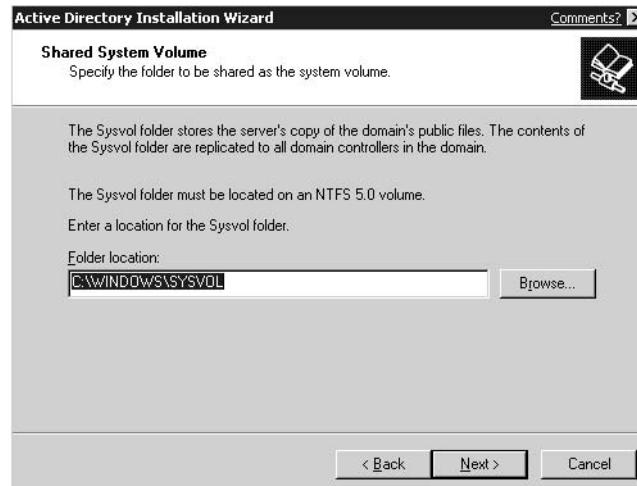 Active Directory Installation Wizard
Comments?
Shared System Volume
Specify the folder to be shared as the system volume.
The Sysvol folder stores the server's copy of the domain's public files. The contents of
the Sysvol folder are replicated to all domain controllers in the domain.
The Sysvol folder must be located on an NTFS 5.0 volume.
Enter a location for the Sysvol folder.
Folder location:
C:\WINDOWS\SYSVOL
Browse...
< Back
Next >
Cancel